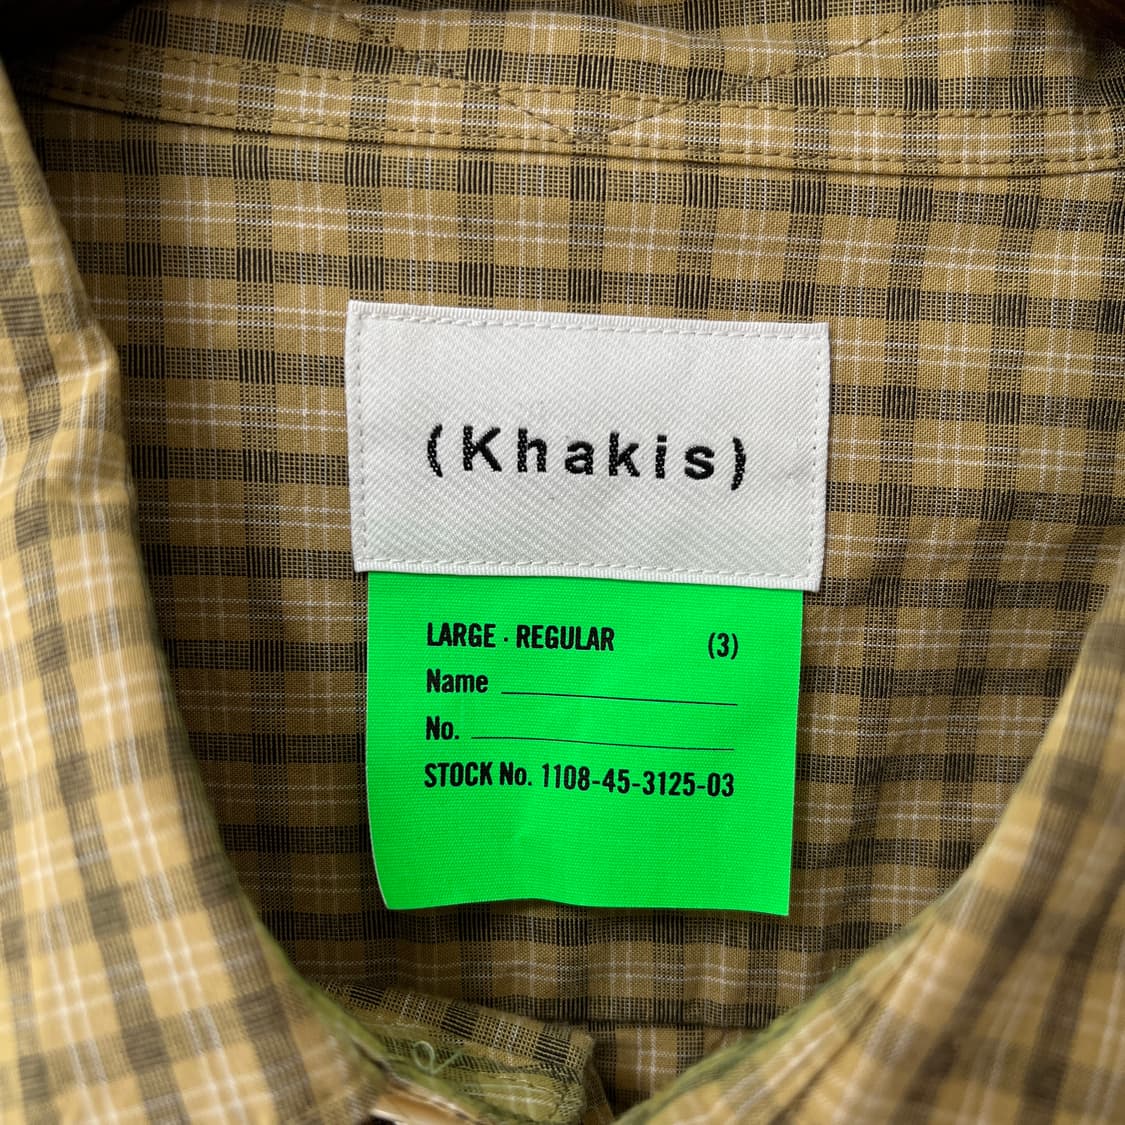 (Khakis)
LARGE · REGULAR (3)
Name
No.
STOCK No. 1108-45-3125-03